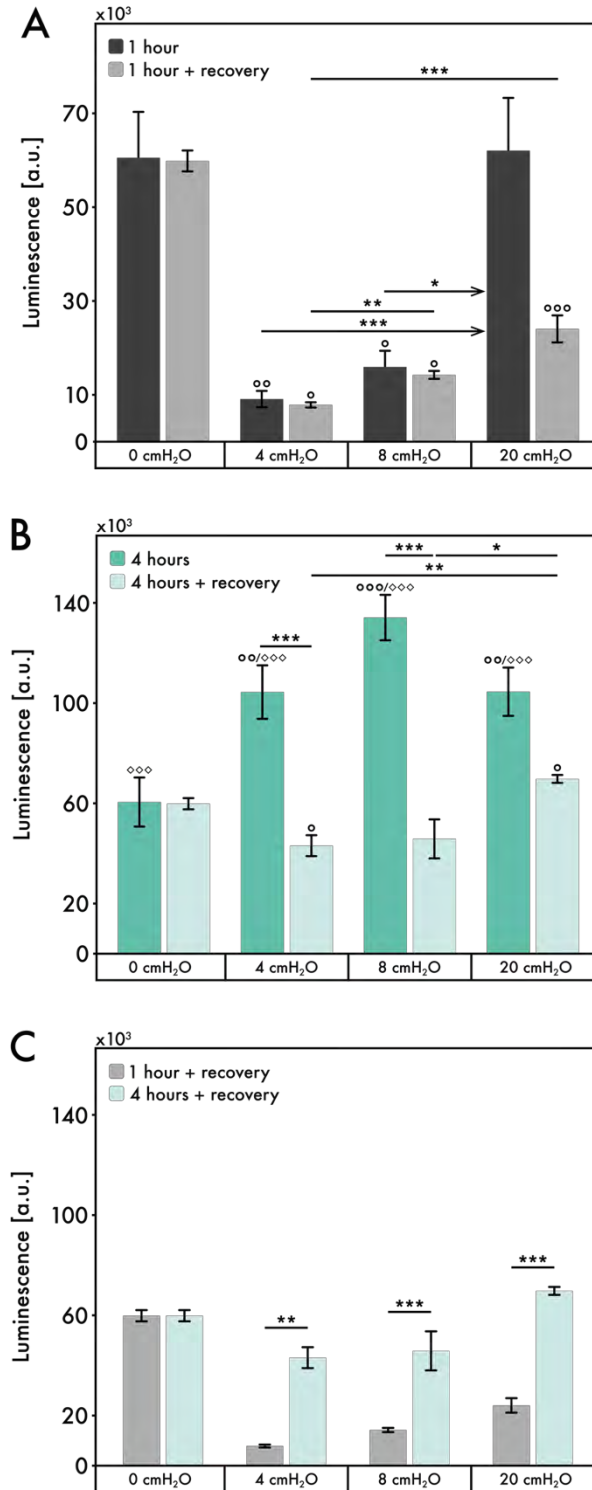 A
x10³
1 hour
1 hour + recovery
***
70
Luminescence [a.u.]
50
*
30
**
***
°°°
°
°° °
°
10
0
0 cmH₂O 4 cmH₂O 8 cmH₂O 20 cmH₂O
B
x10³
4 hours
4 hours + recovery
*** *
**
°°°/◇◇◇
140
***
°°/◇◇◇
°°/◇◇◇
Luminescence [a.u.]
100
◇◇◇
°
60
°
20
0
0 cmH₂O 4 cmH₂O 8 cmH₂O 20 cmH₂O
C
x10³
1 hour + recovery
4 hours + recovery
140
Luminescence [a.u.]
100
***
60
***
**
20
0
0 cmH₂O 4 cmH₂O 8 cmH₂O 20 cmH₂O